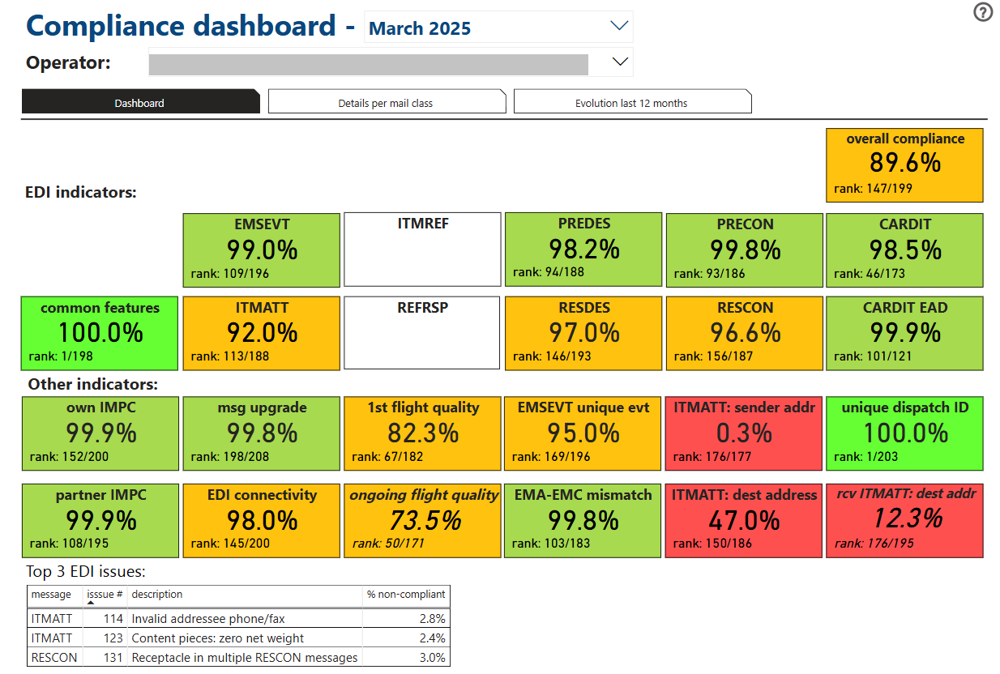 Compliance dashboard - March 2025
?
Operator:
Dashboard Details per mail class Evolution last 12 months
overall compliance
89.6%
rank: 147/199
EDI indicators:
EMSEVT ITMREF PREDES PRECON CARDIT
99.0% 98.2% 99.8% 98.5%
rank: 109/196 rank: 94/188 rank: 93/186 rank: 46/173
common features ITMATT REFRSP RESDES RESCON CARDIT EAD
100.0% 92.0% 97.0% 96.6% 99.9%
rank: 1/198 rank: 113/188 rank: 146/193 rank: 156/187 rank: 101/121
Other indicators:
own IMPC msg upgrade 1st flight quality EMSEVT unique evt ITMATT: sender addr unique dispatch ID
99.9% 99.8% 82.3% 95.0% 0.3% 100.0%
rank: 152/200 rank: 198/208 rank: 67/182 rank: 169/196 rank: 176/177 rank: 1/203
partner IMPC EDI connectivity ongoing flight quality EMA-EMC mismatch ITMATT: dest address rcv ITMATT: dest addr
99.9% 98.0% 73.5% 99.8% 47.0% 12.3%
rank: 108/195 rank: 145/200 rank: 50/171 rank: 103/183 rank: 150/186 rank: 176/195
Top 3 EDI issues:
message isssue # description % non-compliant
ITMATT 114 Invalid addressee phone/fax 2.8%
ITMATT 123 Content pieces: zero net weight 2.4%
RESCON 131 Receptacle in multiple RESCON messages 3.0%